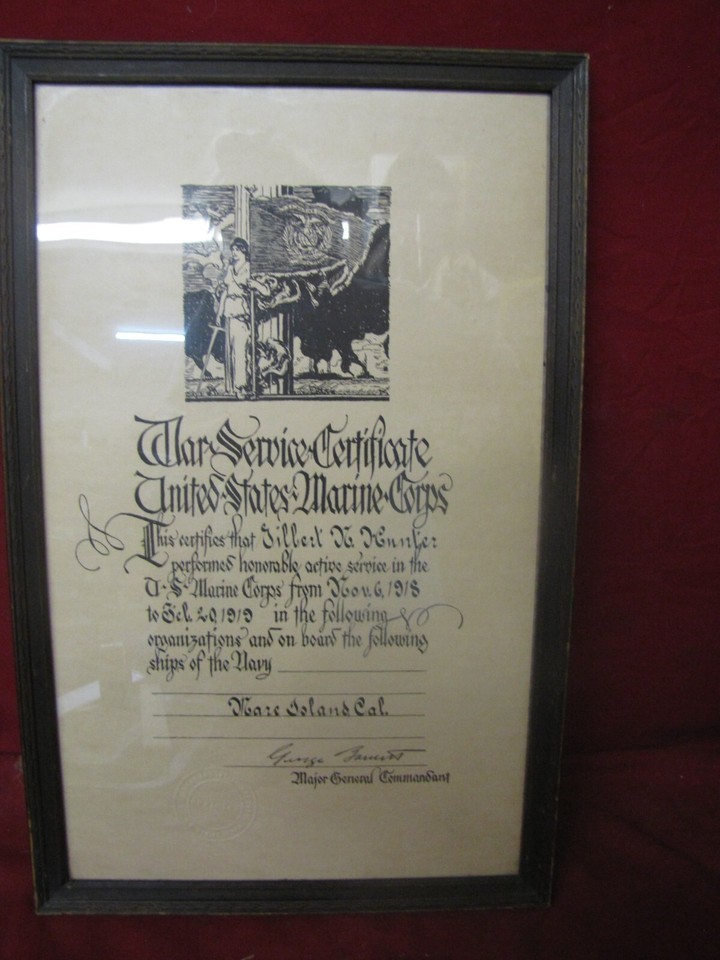 War Service Certificate
United States Marine Corps
This certifies that Gilbert N. Hunter
performed honorable active service in the
U·S·Marine Corps from Nov. 6, 1918
to Feb. 20, 1919 in the following
organizations and on board the following
ships of the Navy
Mare Island Cal.
George Barnett
Major General Commandant